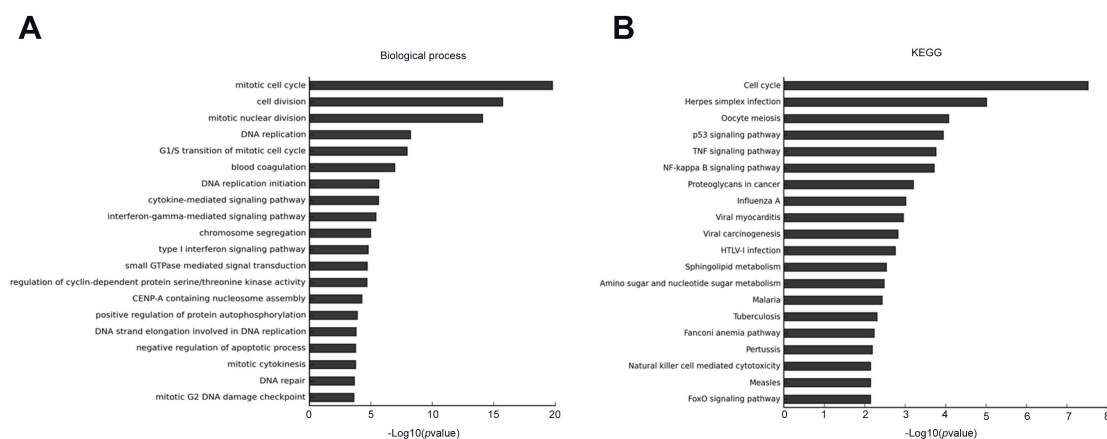 A
Biological process
mitotic cell cycle
cell division
mitotic nuclear division
DNA replication
G1/S transition of mitotic cell cycle
blood coagulation
DNA replication initiation
cytokine-mediated signaling pathway
interferon-gamma-mediated signaling pathway
chromosome segregation
type I interferon signaling pathway
small GTPase mediated signal transduction
regulation of cyclin-dependent protein serine/threonine kinase activity
CENP-A containing nucleosome assembly
positive regulation of protein autophosphorylation
DNA strand elongation involved in DNA replication
negative regulation of apoptotic process
mitotic cytokinesis
DNA repair
mitotic G2 DNA damage checkpoint
0 5 10 15 20
-Log10(pvalue)
B
KEGG
Cell cycle
Herpes simplex infection
Oocyte meiosis
p53 signaling pathway
TNF signaling pathway
NF-kappa B signaling pathway
Proteoglycans in cancer
Influenza A
Viral myocarditis
Viral carcinogenesis
HTLV-I infection
Sphingolipid metabolism
Amino sugar and nucleotide sugar metabolism
Malaria
Tuberculosis
Fanconi anemia pathway
Pertussis
Natural killer cell mediated cytotoxicity
Measles
FoxO signaling pathway
0 1 2 3 4 5 6 7 8
-Log10(pvalue)